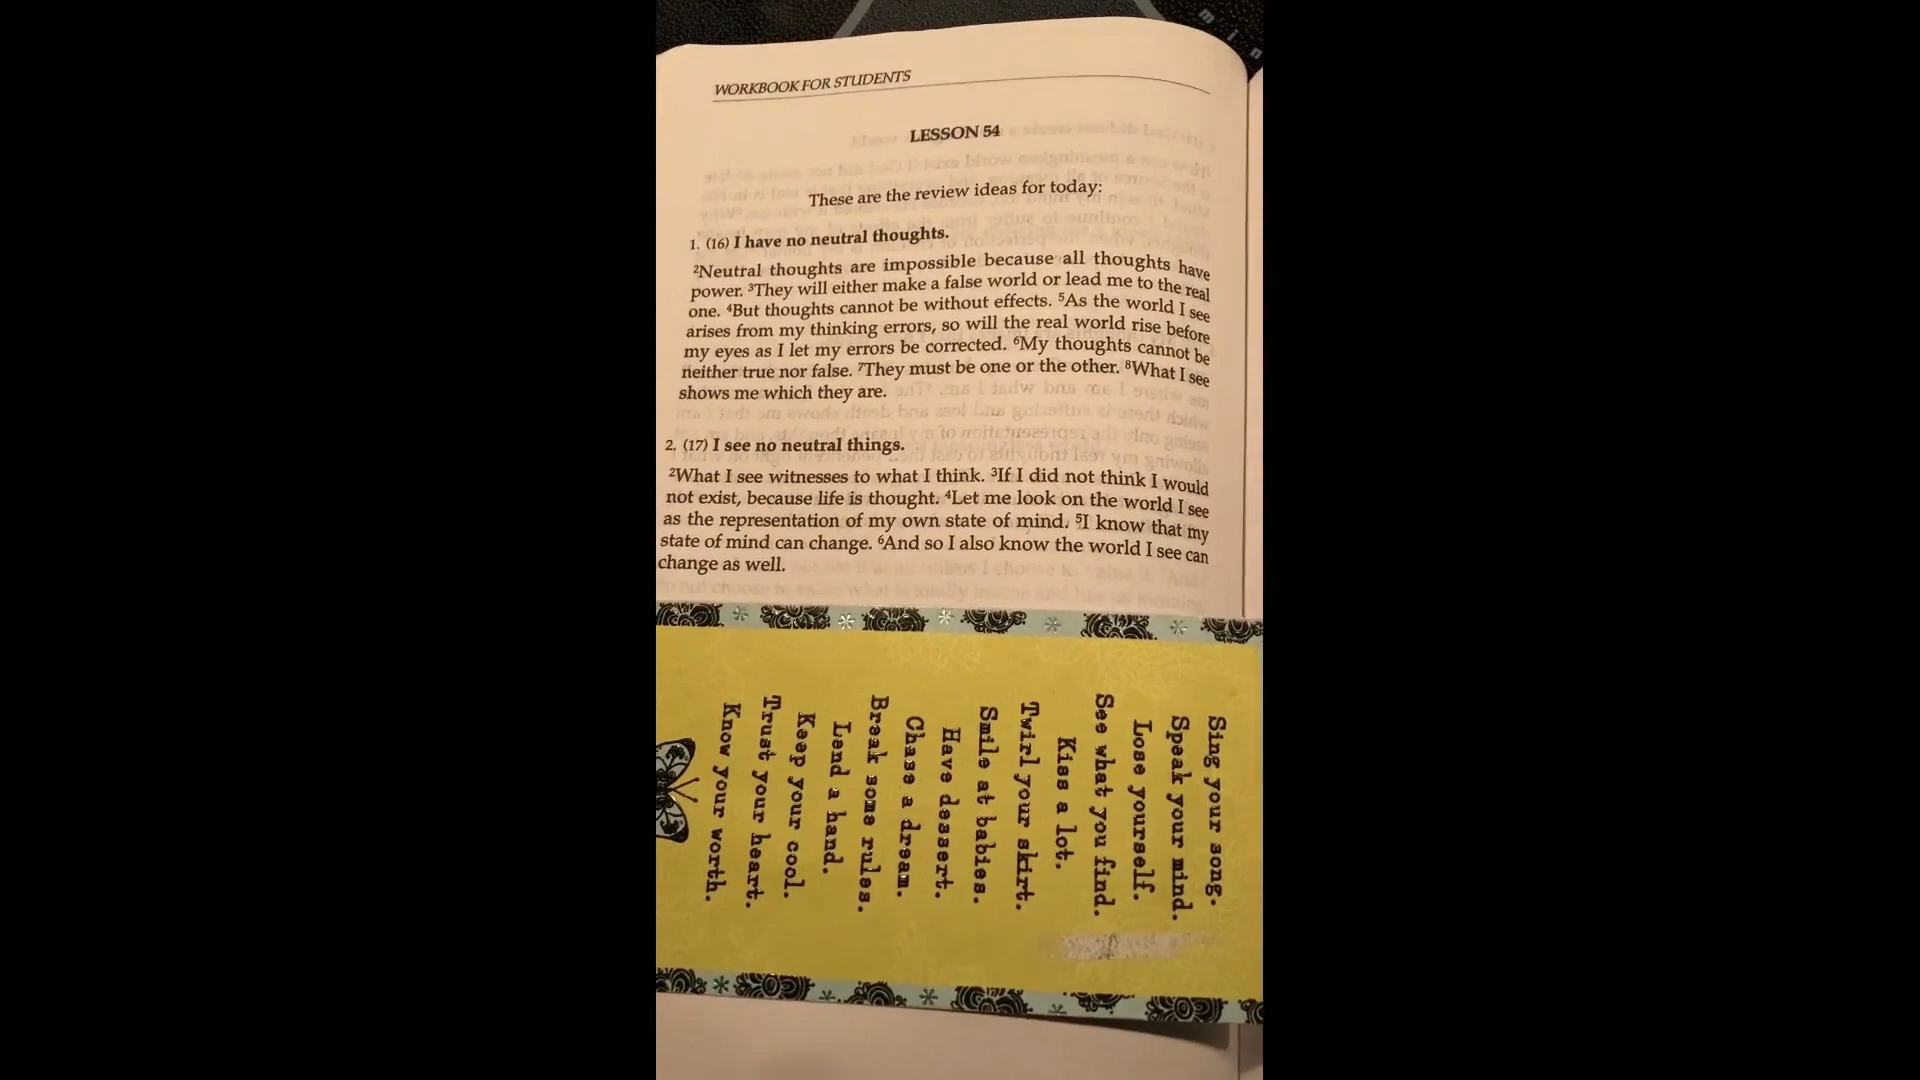 WORKBOOK FOR STUDENTS
LESSON 54
These are the review ideas for today:
1. (16) I have no neutral thoughts.
²Neutral thoughts are impossible because all thoughts have
power. ³They will either make a false world or lead me to the real
one. ⁴But thoughts cannot be without effects. ⁵As the world I see
arises from my thinking errors, so will the real world rise before
my eyes as I let my errors be corrected. ⁶My thoughts cannot be
neither true nor false. ⁷They must be one or the other. ⁸What I see
shows me which they are.
2. (17) I see no neutral things.
²What I see witnesses to what I think. ³If I did not think I would
not exist, because life is thought. ⁴Let me look on the world I see
as the representation of my own state of mind. ⁵I know that my
state of mind can change. ⁶And so I also know the world I see can
change as well.
Sing your song.
Speak your mind.
Lose yourself.
See what you find.
Kiss a lot.
Twirl your skirt.
Smile at babies.
Have dessert.
Chase a dream.
Break some rules.
Lend a hand.
Keep your cool.
Trust your heart.
Know your worth.